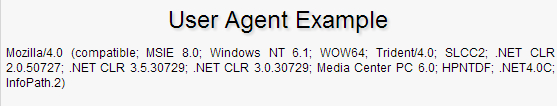 User Agent Example
Mozilla/4.0 (compatible; MSIE 8.0; Windows NT 6.1; WOW64; Trident/4.0; SLCC2; .NET CLR
2.0.50727; .NET CLR 3.5.30729; .NET CLR 3.0.30729; Media Center PC 6.0; HPNTDF; .NET4.0C;
InfoPath.2)